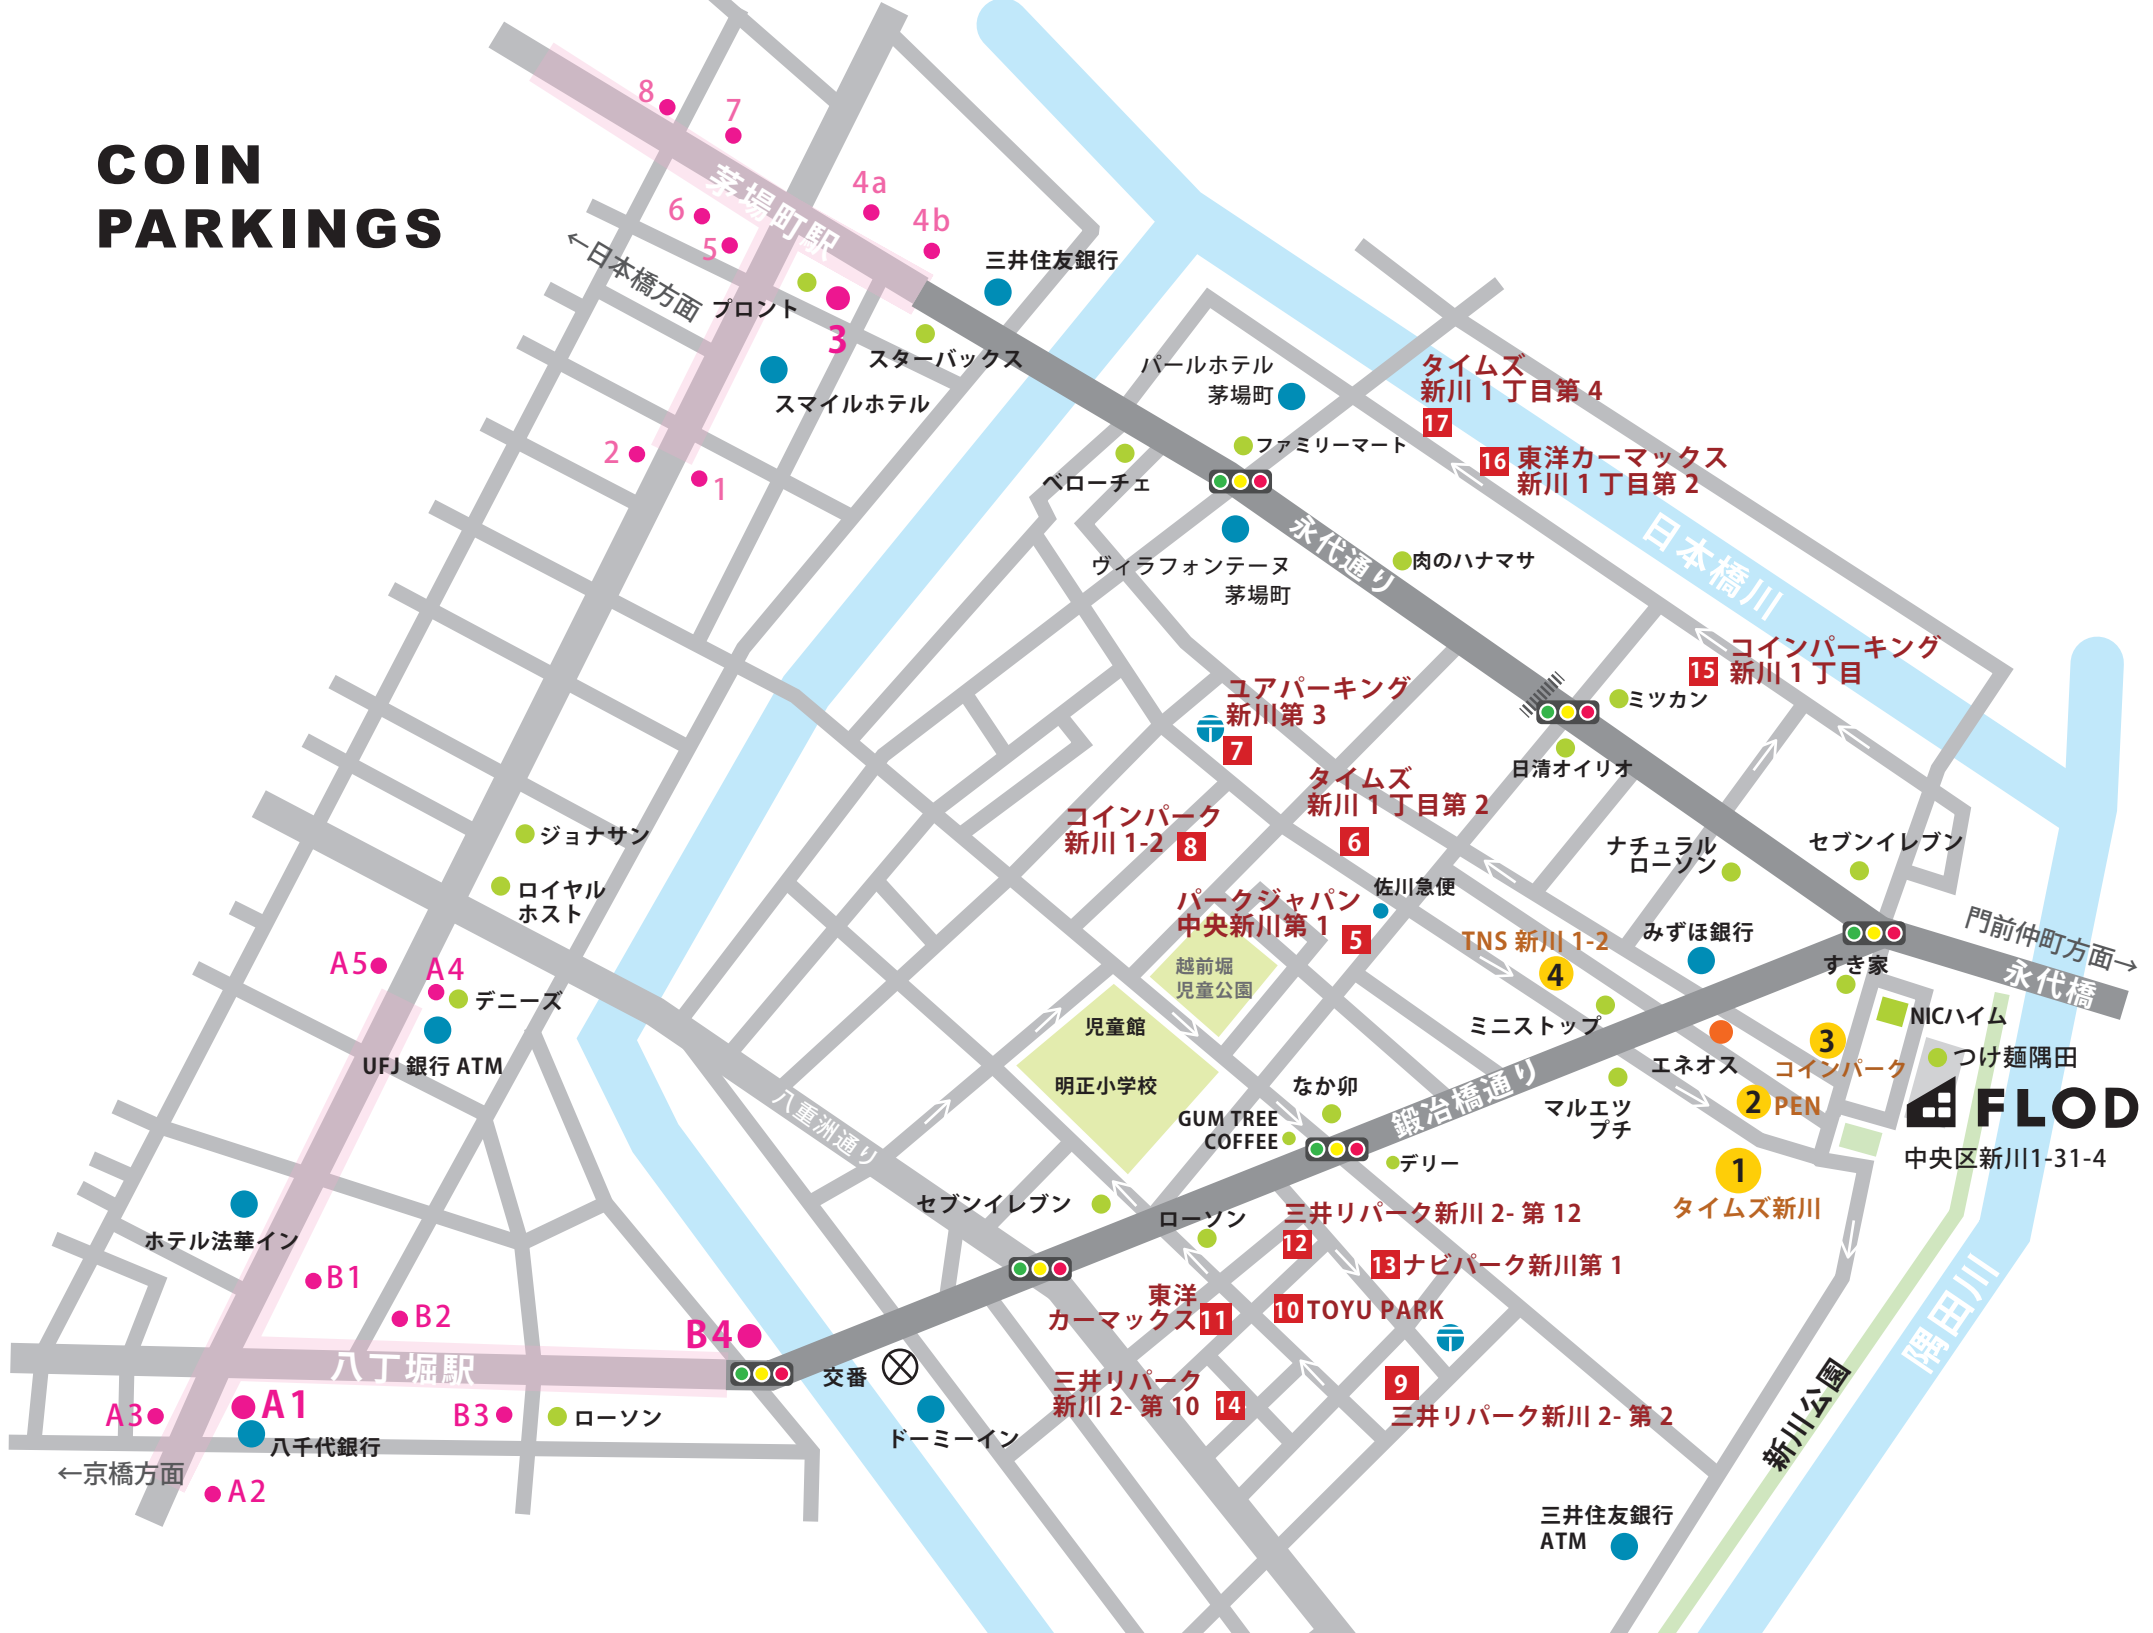 COIN
PARKINGS
8
7
茅場町駅
4a
4b
6
5
←日本橋方面
プロント
3
三井住友銀行
スターバックス
スマイルホテル
2
1
パールホテル
茅場町
ファミリーマート
ベローチェ
タイムズ
新川 1 丁目第 4
17
16
東洋カーマックス
新川 1 丁目第 2
永代通り
日本橋川
肉のハナマサ
ヴィラフォンテーヌ
茅場町
コインパーキング
新川 1 丁目
15
ミツカン
ユアパーキング
新川第 3
7
日清オイリオ
タイムズ
新川 1 丁目第 2
6
コインパーク
新川 1-2
8
ナチュラル
ローソン
セブンイレブン
ジョナサン
ロイヤル
ホスト
佐川急便
パークジャパン
中央新川第 1
5
TNS 新川 1-2
4
みずほ銀行
すき家
門前仲町方面→
永代橋
越前堀
児童公園
A5
A4
デニーズ
UFJ 銀行 ATM
児童館
明正小学校
ミニストップ
エネオス
3
コインパーク
2
PEN
NICハイム
つけ麺隅田
FLOD
中央区新川1-31-4
八重洲通り
なか卯
GUM TREE
COFFEE
鍛冶橋通り
マルエツ
プチ
デリー
1
タイムズ新川
ホテル法華イン
セブンイレブン
ローソン
三井リパーク新川 2- 第 12
12
13
ナビパーク新川第 1
東洋
カーマックス
11
10
TOYU PARK
B1
B2
B4
八丁堀駅
交番
三井リパーク
新川 2- 第 10
14
9
三井リパーク新川 2- 第 2
隅田川
新川公園
A3
A1
B3
ローソン
ドーミーイン
八千代銀行
←京橋方面
A2
三井住友銀行
ATM